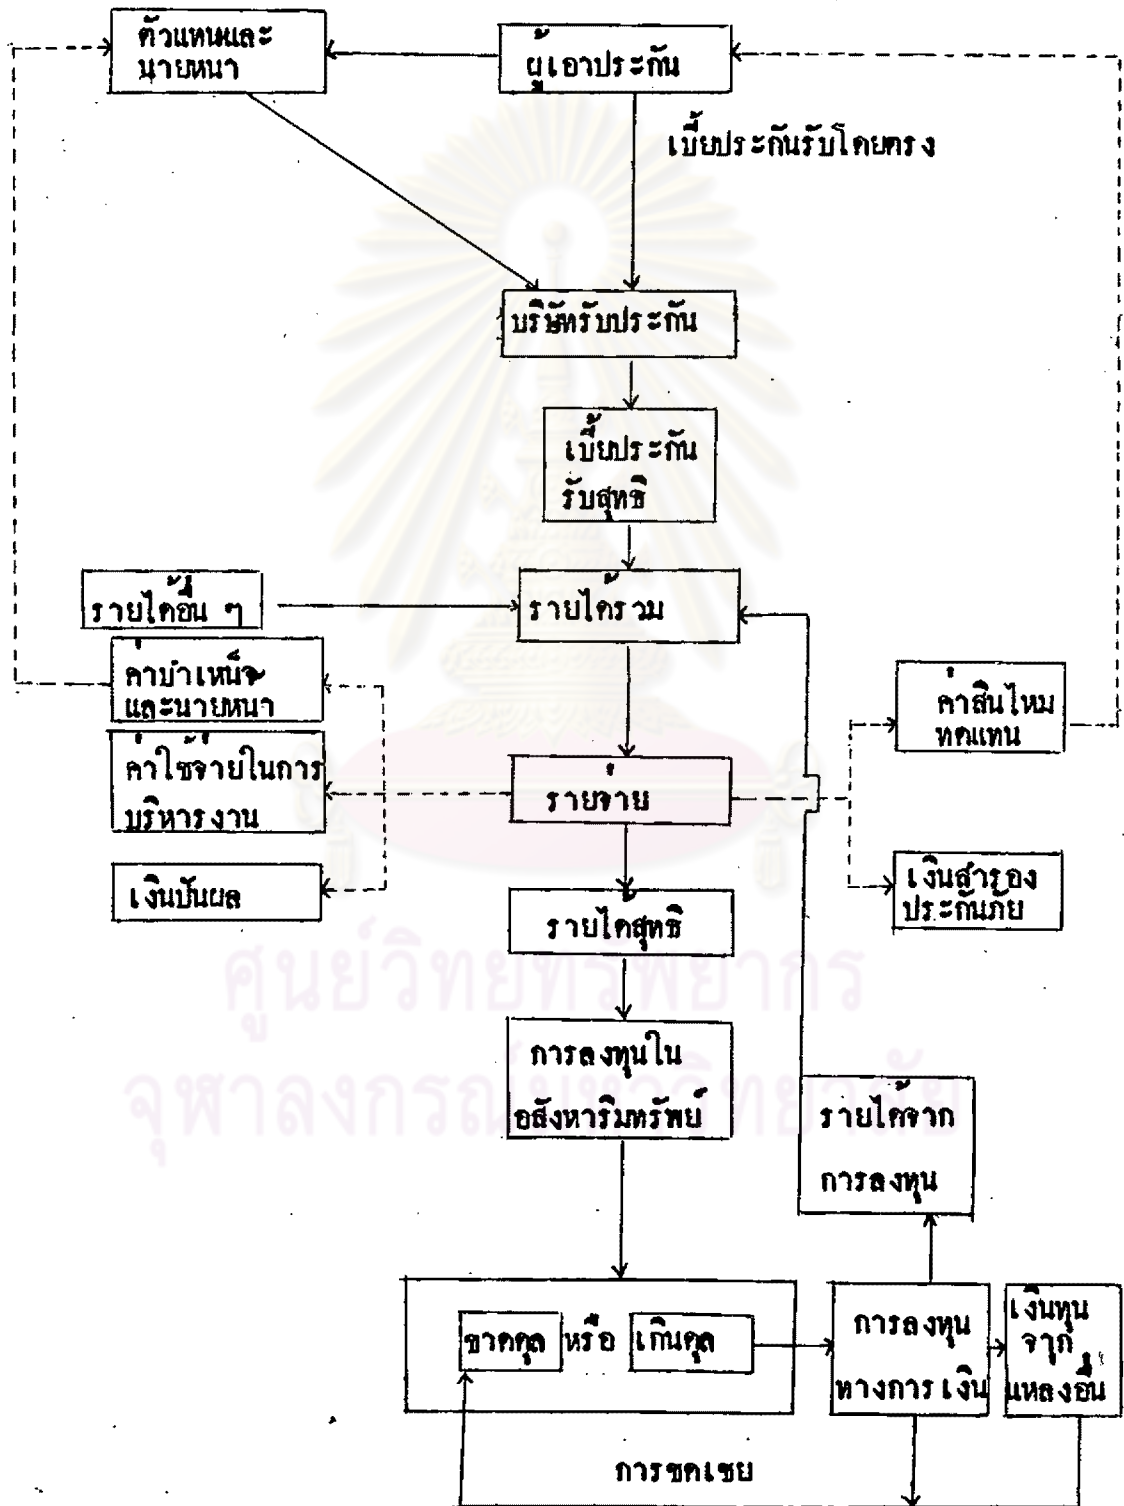 ตัวแทนและ
นายหน้า
ผู้เอาประกัน
เบี้ยประกันรับโดยตรง
บริษัทรับประกัน
เบี้ยประกัน
รับสุทธิ
รายได้อื่น ๆ
รายได้รวม
ค่าบำเหน็จ
และนายหน้า
ค่าสินไหม
ทดแทน
ค่าใช้จ่ายในการ
บริหารงาน
รายจ่าย
เงินปันผล
เงินสำรอง
ประกันภัย
รายได้สุทธิ
ศูนย์วิทยทรัพยากร
การลงทุนใน
อสังหาริมทรัพย์
จุฬาลงกรณ์มหาวิทยาลัย
รายได้จาก
การลงทุน
ขาดดุล หรือ เกินดุล
การลงทุน
ทางการเงิน
เงินทุน
จาก
แหล่งอื่น
การชดเชย